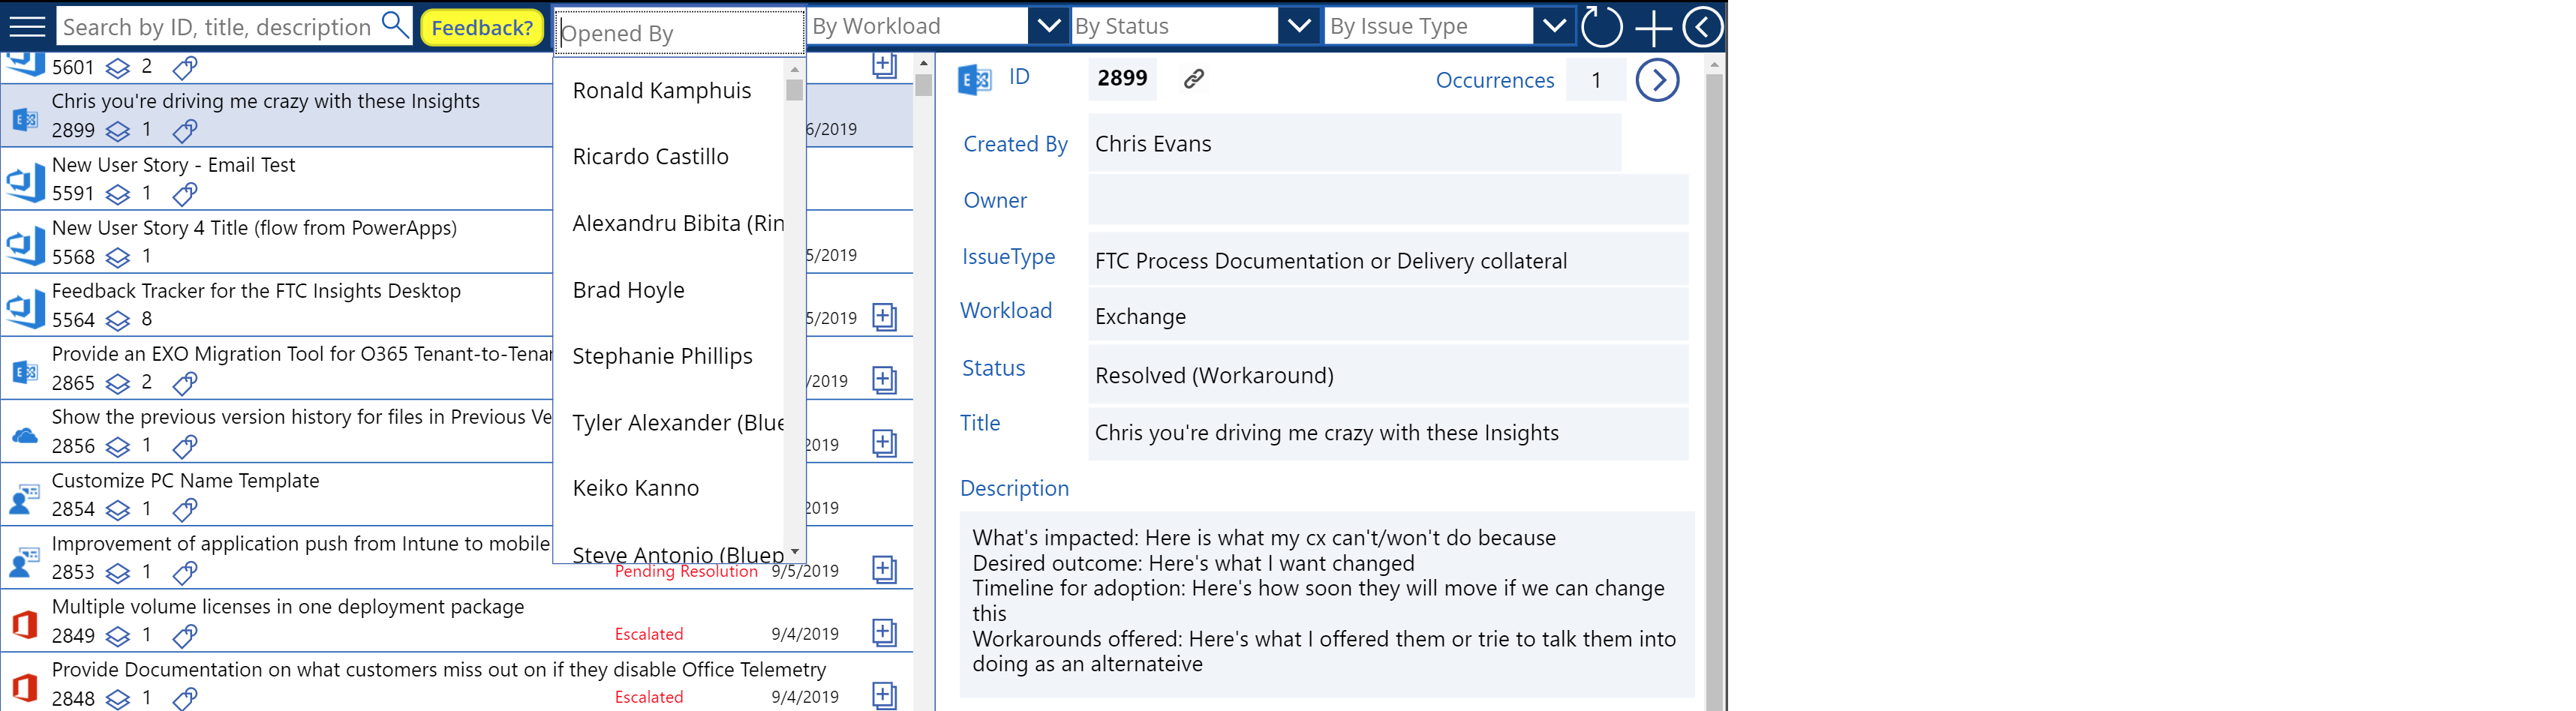 Search by ID, title, description
Feedback?
Opened By
By Workload
By Status
By Issue Type
5601 2
Chris you're driving me crazy with these Insights
2899 1 6/2019
New User Story - Email Test
5591 1
New User Story 4 Title (flow from PowerApps)
5568 1 5/2019
Feedback Tracker for the FTC Insights Desktop
5564 8 5/2019
Provide an EXO Migration Tool for O365 Tenant-to-Tenan
2865 2 /2019
Show the previous version history for files in Previous Ve
2856 1 2019
Customize PC Name Template
2854 1 2019
Improvement of application push from Intune to mobile
2853 1 Pending Resolution 9/5/2019
Multiple volume licenses in one deployment package
2849 1 Escalated 9/4/2019
Provide Documentation on what customers miss out on if they disable Office Telemetry
2848 1 Escalated 9/4/2019
Ronald Kamphuis
Ricardo Castillo
Alexandru Bibita (Rin
Brad Hoyle
Stephanie Phillips
Tyler Alexander (Blue
Keiko Kanno
Steve Antonio (Bluep
ID 2899 Occurrences 1
Created By Chris Evans
Owner
IssueType FTC Process Documentation or Delivery collateral
Workload Exchange
Status Resolved (Workaround)
Title Chris you're driving me crazy with these Insights
Description
What's impacted: Here is what my cx can't/won't do because
Desired outcome: Here's what I want changed
Timeline for adoption: Here's how soon they will move if we can change
this
Workarounds offered: Here's what I offered them or trie to talk them into
doing as an alternateive